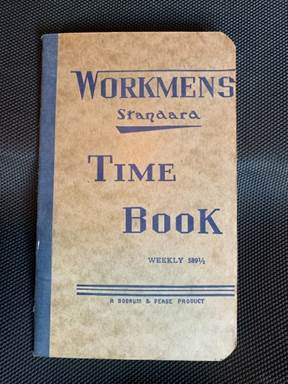 WORKMENS
Standard
TIME
BOOK
WEEKLY 589½
A BOORUM & PEASE PRODUCT